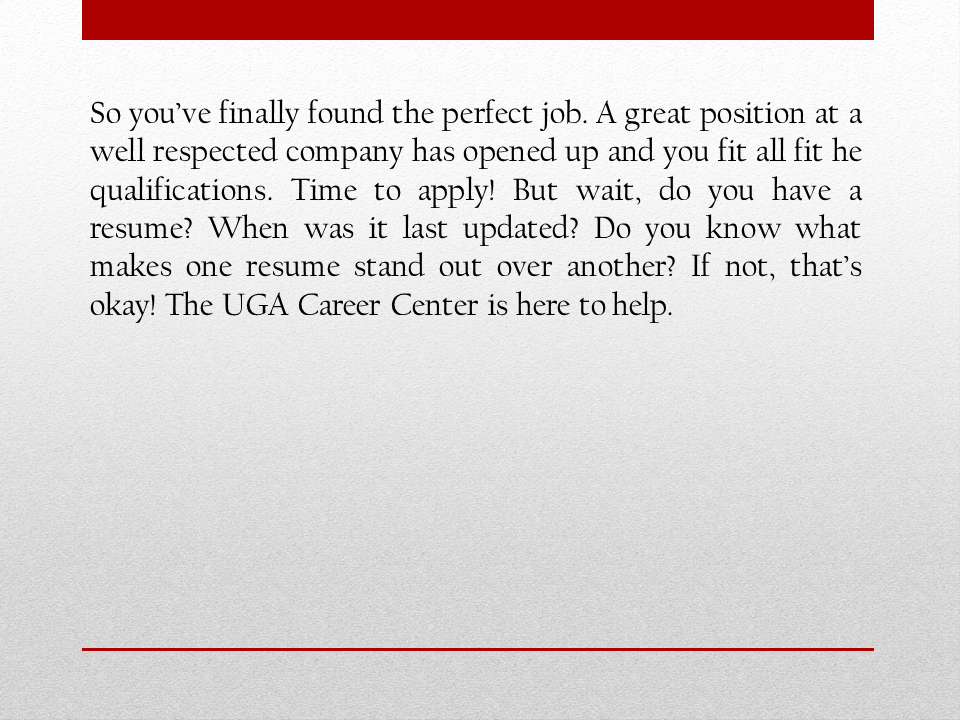 So you’ve finally found the perfect job. A great position at a
well respected company has opened up and you fit all fit he
qualifications. Time to apply! But wait, do you have a
resume? When was it last updated? Do you know what
makes one resume stand out over another? If not, that’s
okay! The UGA Career Center is here to help.